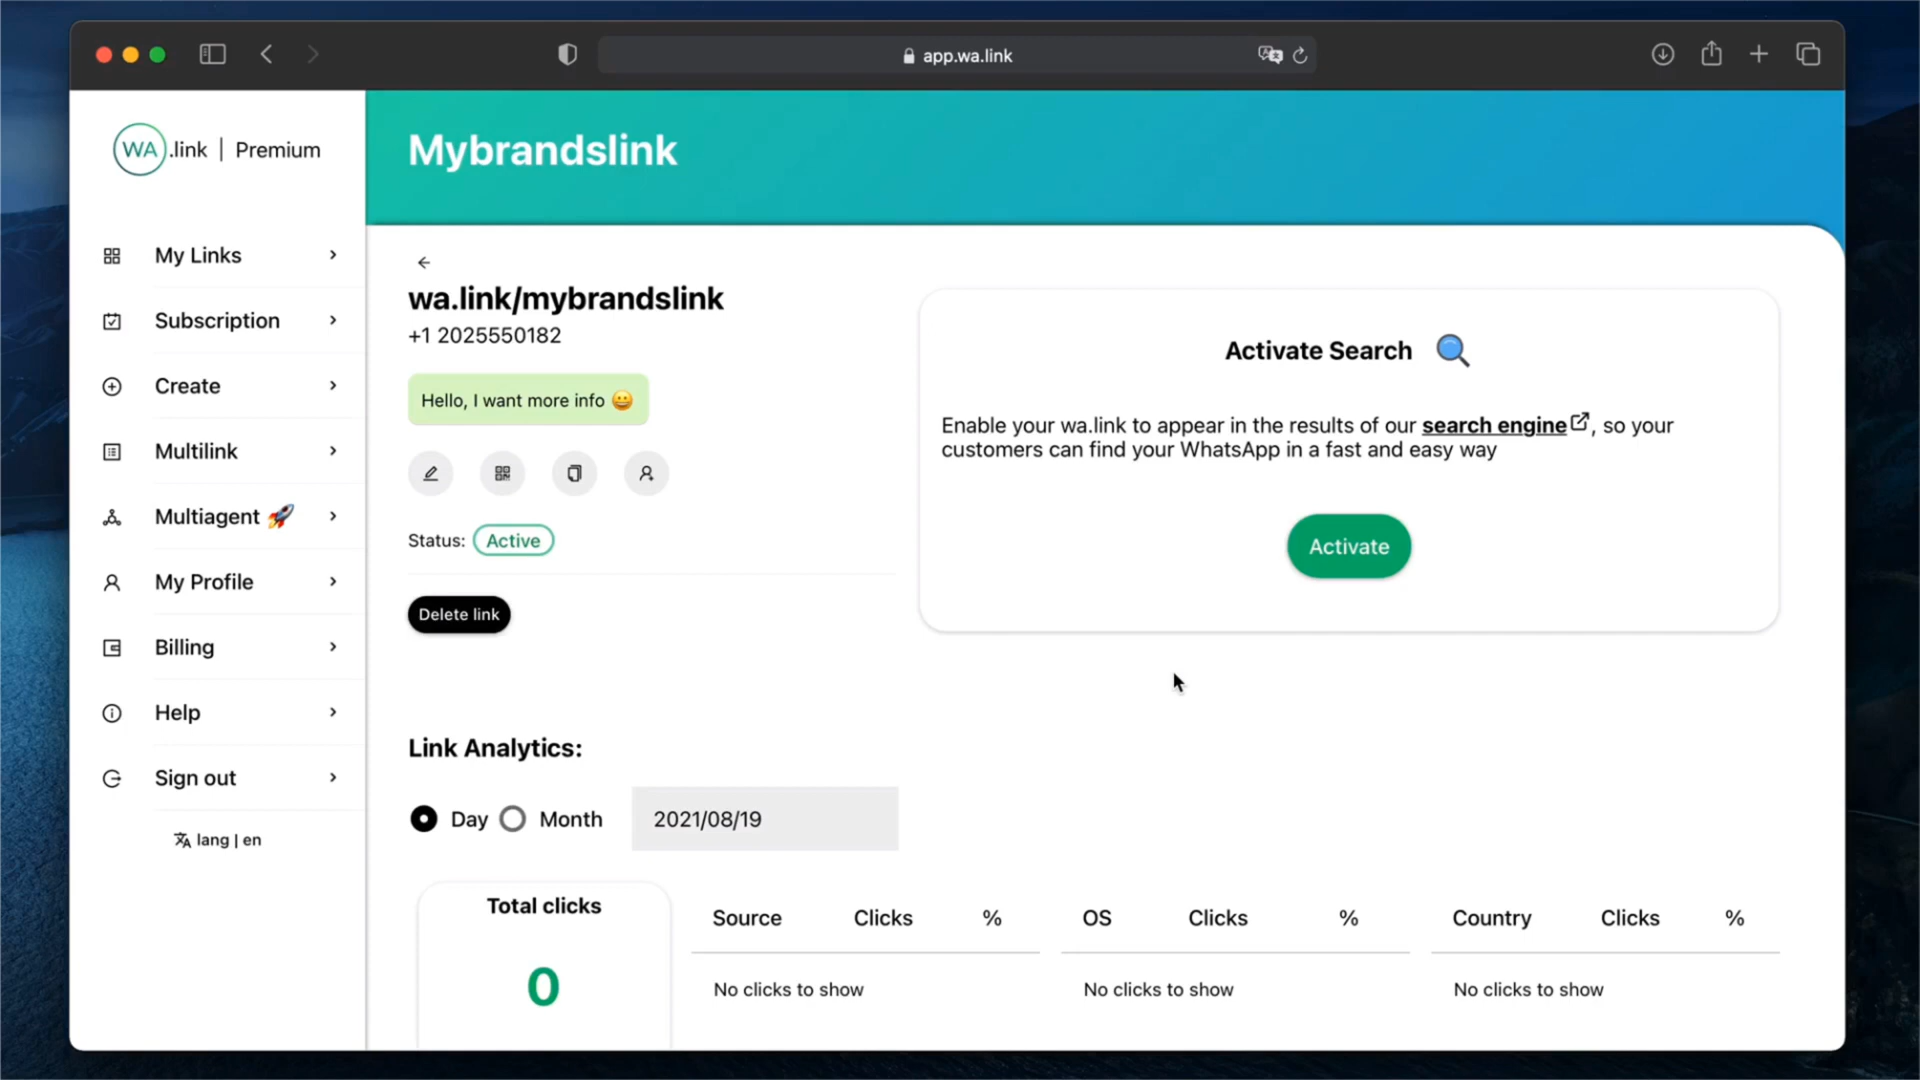 app.wa.link
WA .link | Premium
Mybrandslink
My Links
Subscription
Create
Multilink
Multiagent 🚀
My Profile
Billing
Help
Sign out
lang | en
wa.link/mybrandslink
+1 2025550182
Hello, I want more info 😀
Status: Active
Delete link
Activate Search 🔍
Enable your wa.link to appear in the results of our search engine, so your
customers can find your WhatsApp in a fast and easy way
Activate
Link Analytics:
Day Month 2021/08/19
Total clicks
0
Source Clicks %
No clicks to show
OS Clicks %
No clicks to show
Country Clicks %
No clicks to show